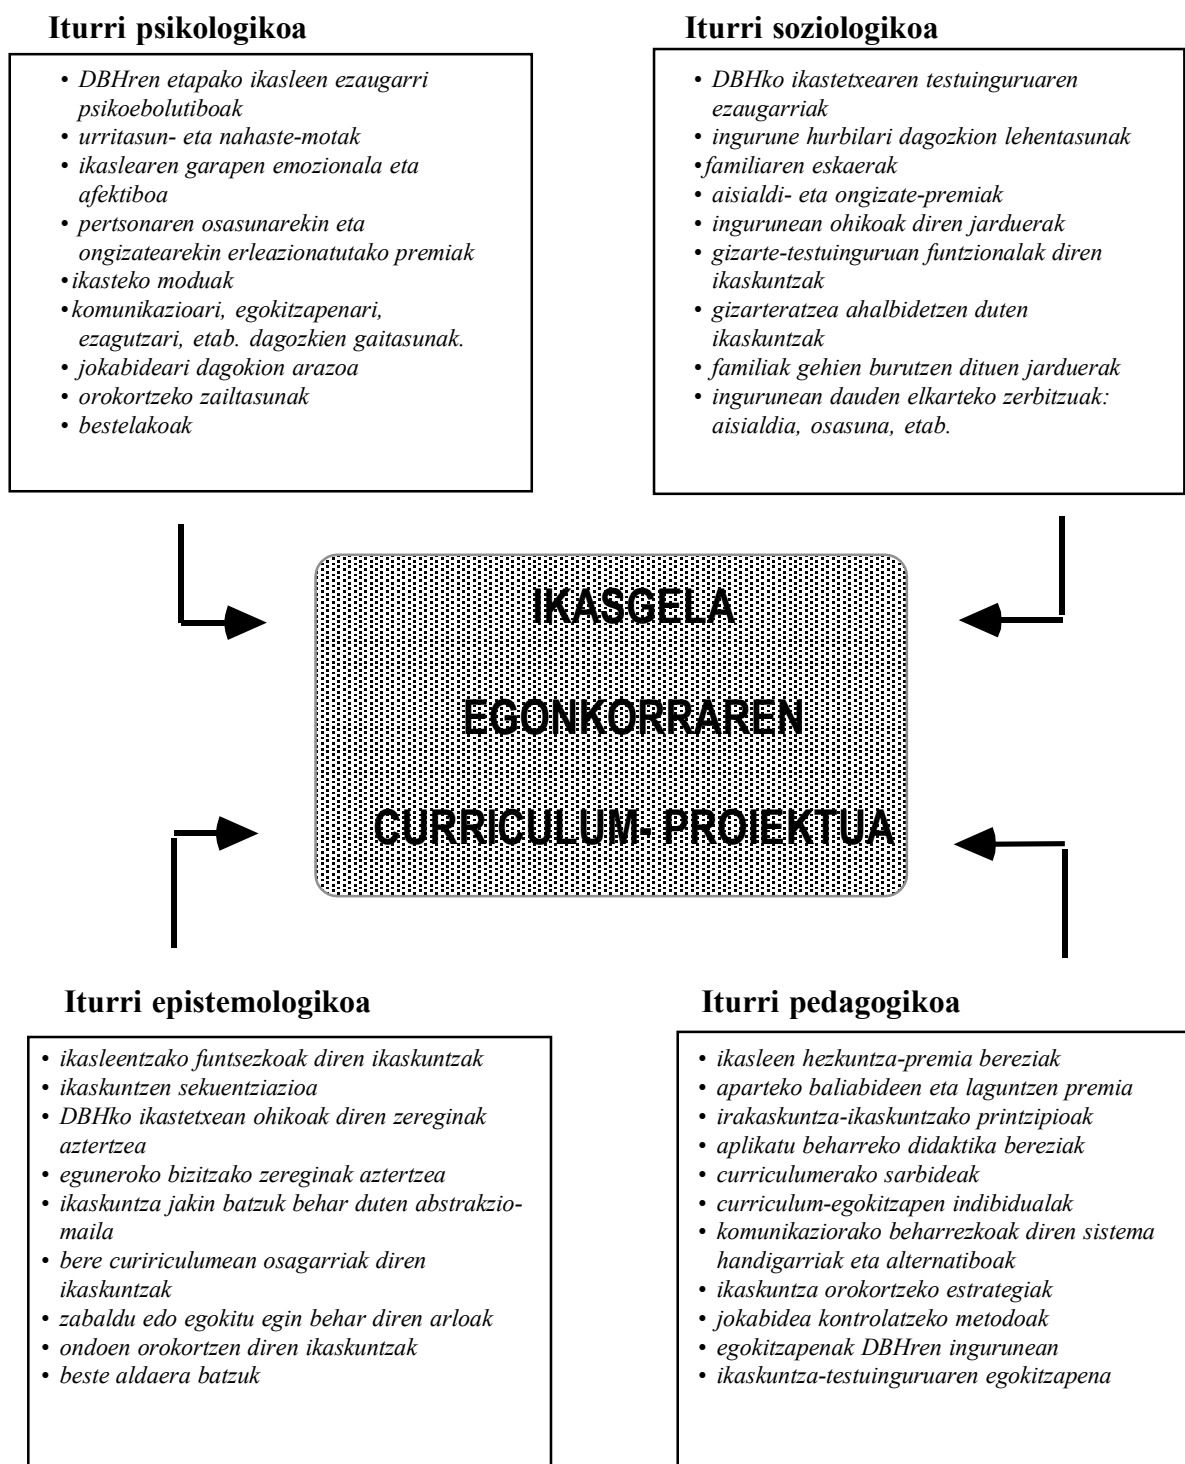 Iturri psikologikoa
• DBHren etapako ikasleen ezaugarri
psikoebolutiboak
• urritasun- eta nahaste-motak
• ikaslearen garapen emozionala eta
afektiboa
• pertsonaren osasunarekin eta
ongizatearekin erleazionatutako premiak
• ikasteko moduak
• komunikazioari, egokitzapenari,
ezagutzari, etab. dagozkien gaitasunak.
• jokabideari dagokion arazoa
• orokortzeko zailtasunak
• bestelakoak
Iturri soziologikoa
• DBHko ikastetxearen testuinguruaren
ezaugarriak
• ingurune hurbilari dagozkion lehentasunak
• familiaren eskaerak
• aisialdi- eta ongizate-premiak
• ingurunean ohikoak diren jarduerak
• gizarte-testuinguruan funtzionalak diren
ikaskuntzak
• gizarteratzea ahalbidetzen duten
ikaskuntzak
• familiak gehien burutzen dituen jarduerak
• ingurunean dauden elkarteko zerbitzuak:
aisialdia, osasuna, etab.
IKASGELA
EGONKORRAREN
CURRICULUM- PROIEKTUA
Iturri epistemologikoa
• ikasleentzako funtsezkoak diren ikaskuntzak
• ikaskuntzen sekuentziazioa
• DBHko ikastetxean ohikoak diren zereginak
aztertzea
• eguneroko bizitzako zereginak aztertzea
• ikaskuntza jakin batzuk behar duten abstrakzio-
maila
• bere cuririculumean osagarriak diren
ikaskuntzak
• zabaldu edo egokitu egin behar diren arloak
• ondoen orokortzen diren ikaskuntzak
• beste aldaera batzuk
Iturri pedagogikoa
• ikasleen hezkuntza-premia bereziak
• aparteko baliabideen eta laguntzen premia
• irakaskuntza-ikaskuntzako printzipioak
• aplikatu beharreko didaktika bereziak
• curriculumerako sarbideak
• curriculum-egokitzapen indibidualak
• komunikaziorako beharrezkoak diren sistema
handigarriak eta alternatiboak
• ikaskuntza orokortzeko estrategiak
• jokabidea kontrolatzeko metodoak
• egokitzapenak DBHren ingurunean
• ikaskuntza-testuinguruaren egokitzapena